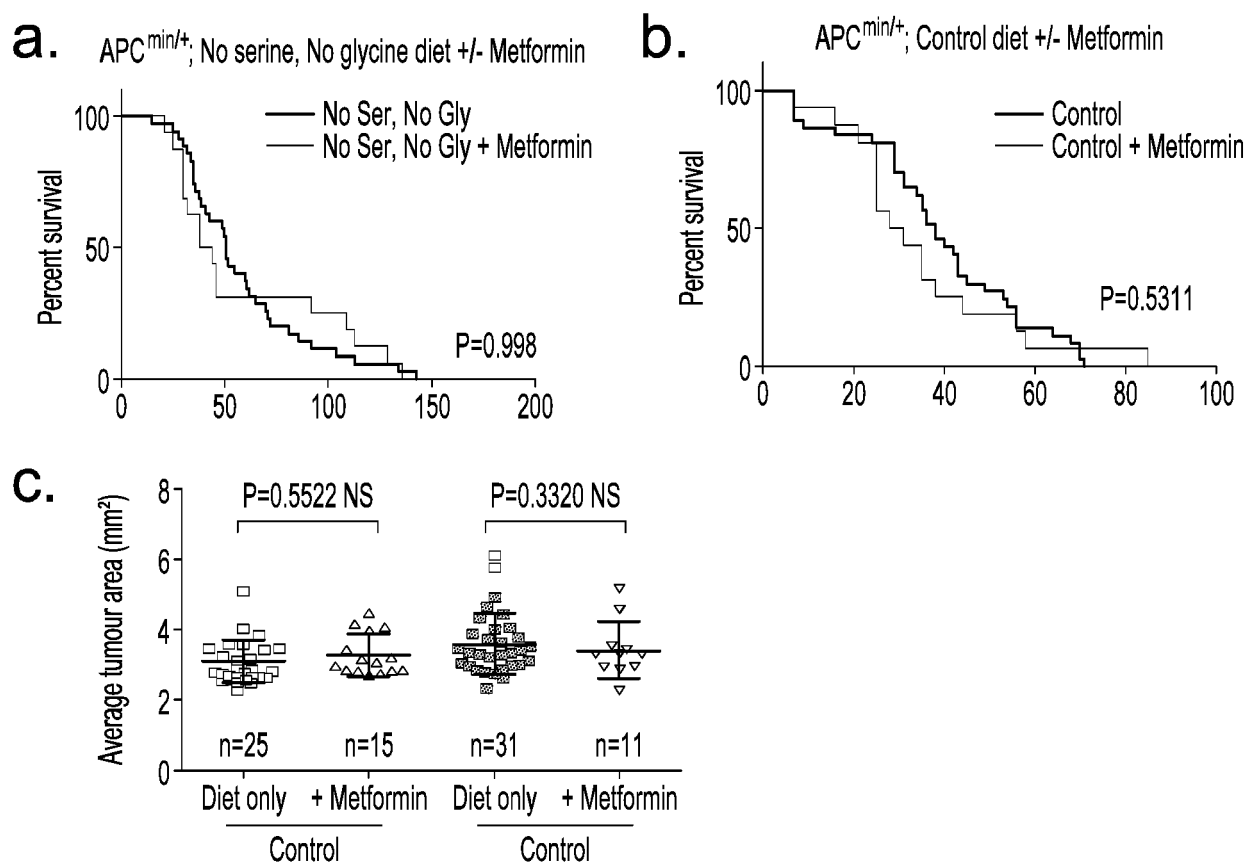 a.
APCmin/+; No serine, No glycine diet +/- Metformin
No Ser, No Gly
No Ser, No Gly + Metformin
Percent survival
100
50
0
P=0.998
0 50 100 150 200
b.
APCmin/+; Control diet +/- Metformin
Control
Control + Metformin
Percent survival
100
50
0
P=0.5311
0 20 40 60 80 100
c.
Average tumour area (mm²)
8
6
4
2
0
P=0.5522 NS P=0.3320 NS
n=25 n=15 n=31 n=11
Diet only + Metformin Diet only + Metformin
Control Control